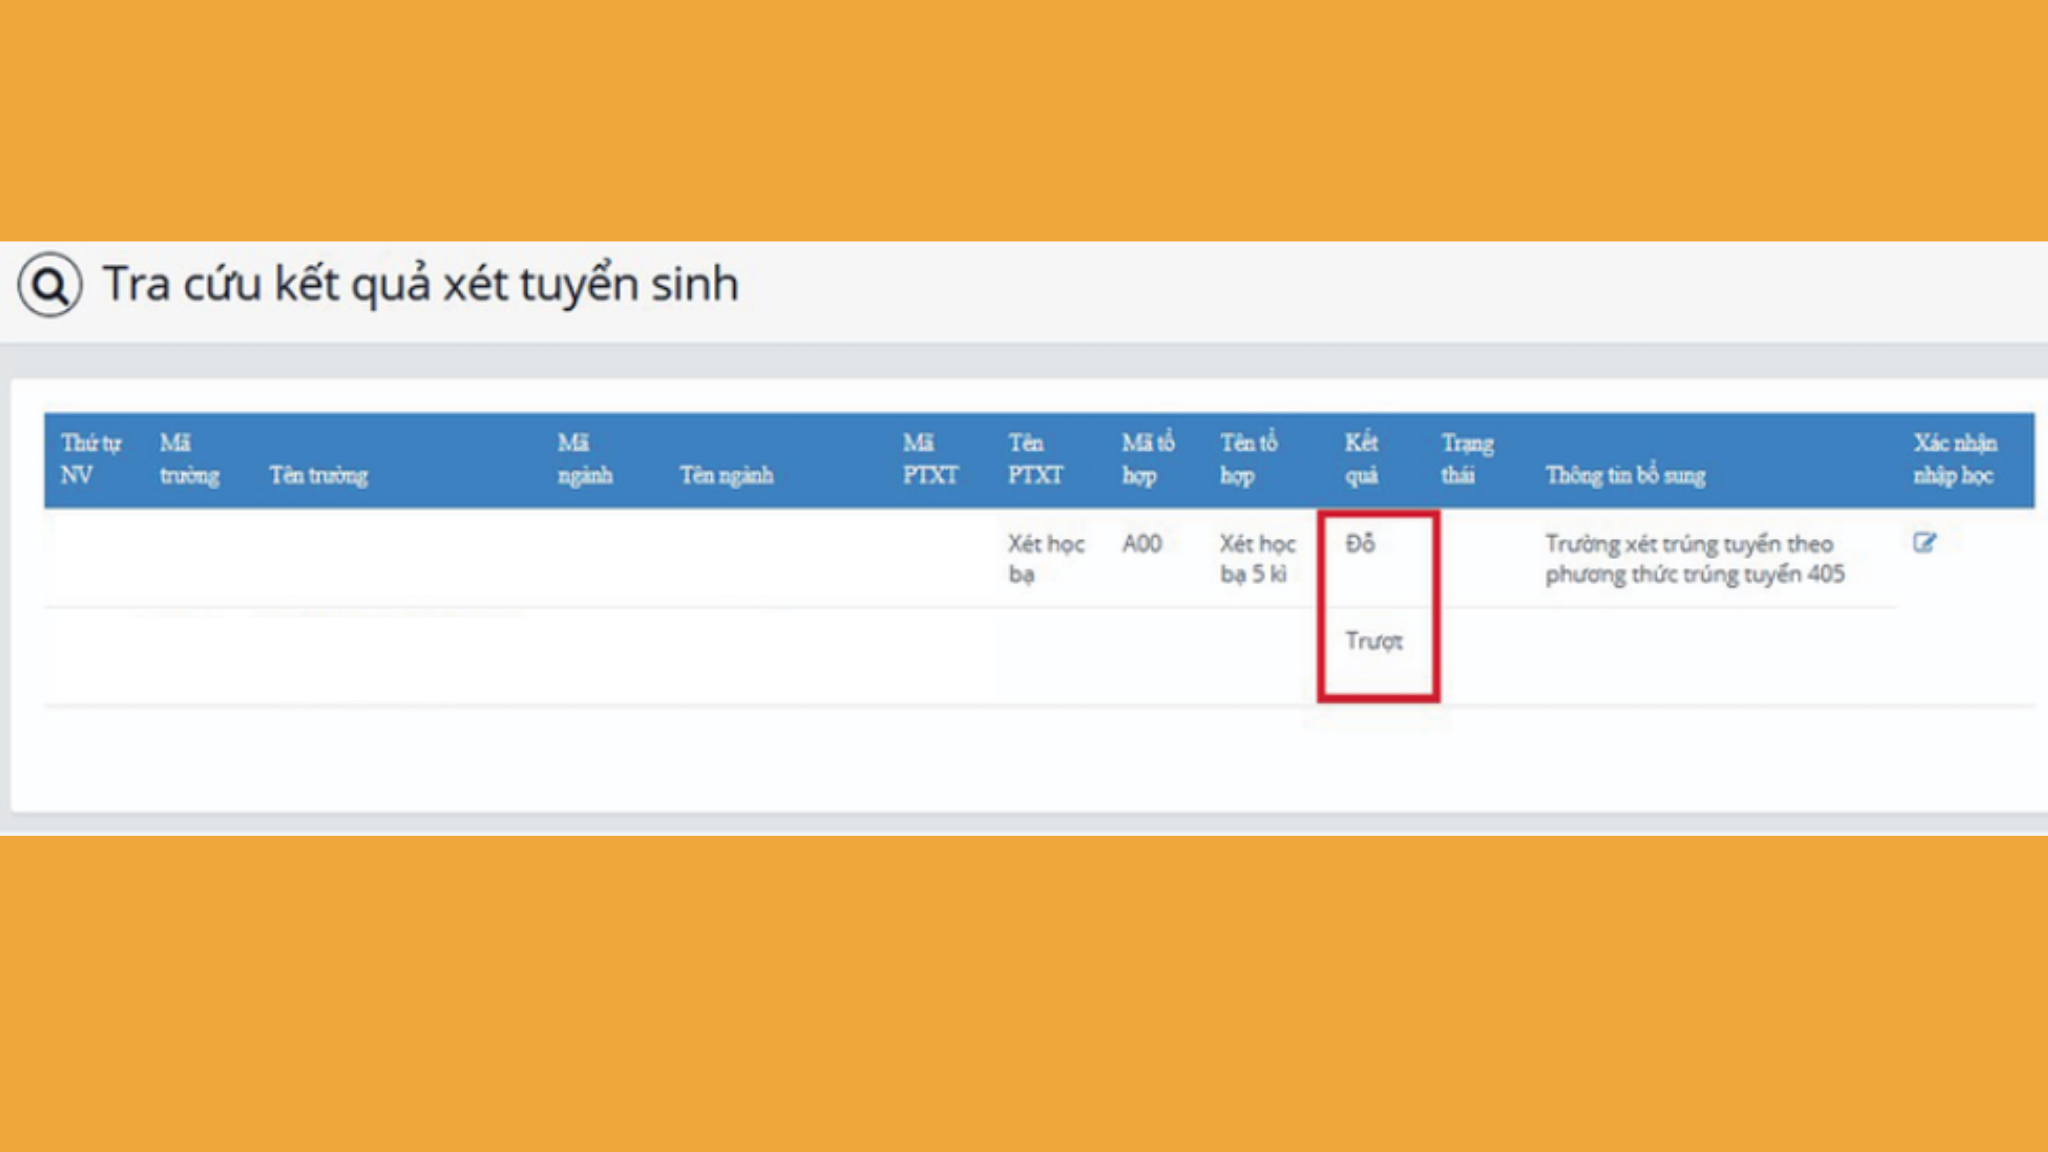 Tra cứu kết quả xét tuyển sinh
Thứ tự NV Mã trường Tên trường Mã ngành Tên ngành Mã PTXT Tên PTXT Mã tổ hợp Tên tổ hợp Kết quả Trạng thái Thông tin bổ sung Xác nhận nhập học
Xét học bạ A00 Xét học bạ 5 kì Đỗ Trường xét trúng tuyển theo phương thức trúng tuyển 405
Trượt